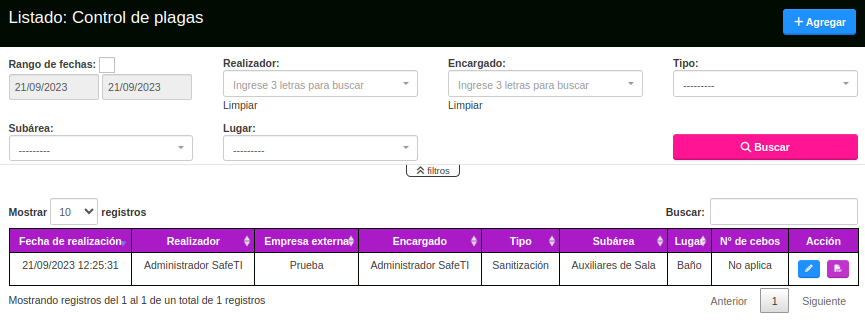 Listado: Control de plagas
Agregar
Rango de fechas:
Realizador:
Encargado:
Tipo:
21/09/2023 21/09/2023
Ingrese 3 letras para buscar
Ingrese 3 letras para buscar
---------
Limpiar
Limpiar
Subárea:
Lugar:
---------
---------
Buscar
filtros
Mostrar 10 registros
Buscar:
Fecha de realización Realizador Empresa externa Encargado Tipo Subárea Lugar N° de cebos Acción
21/09/2023 12:25:31 Administrador SafeTI Prueba Administrador SafeTI Sanitización Auxiliares de Sala Baño No aplica
Mostrando registros del 1 al 1 de un total de 1 registros
Anterior 1 Siguiente